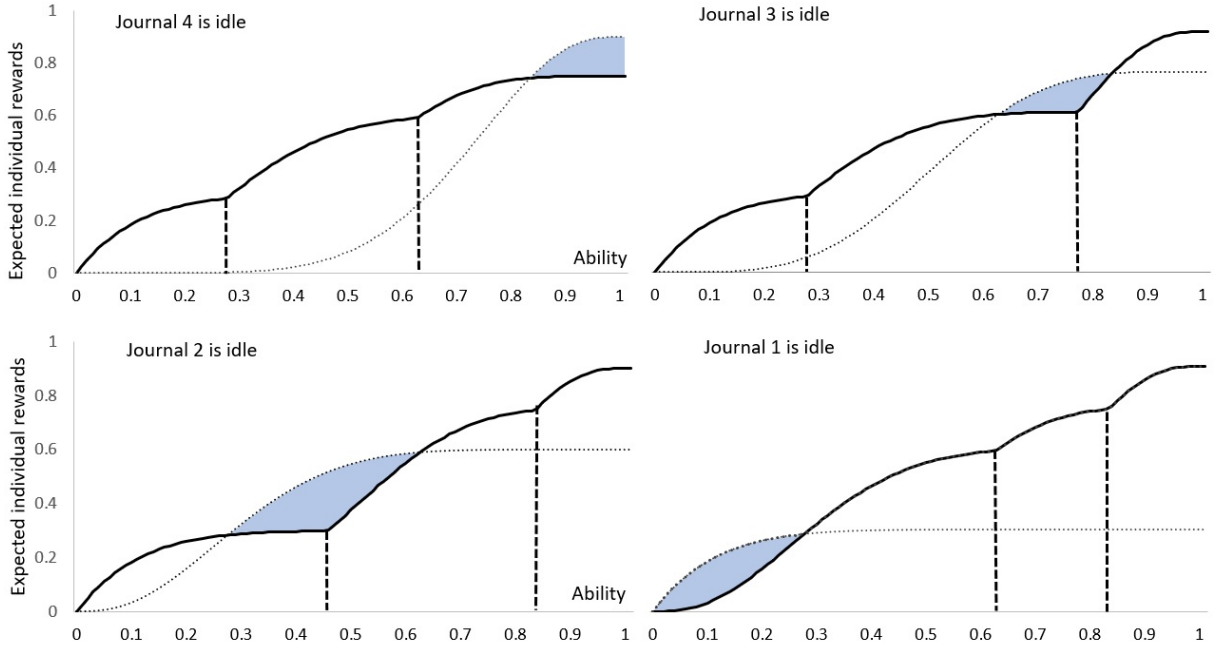 Journal 4 is idle
Expected individual rewards
1
0.8
0.6
0.4
0.2
0
Ability
0 0.1 0.2 0.3 0.4 0.5 0.6 0.7 0.8 0.9 1
Journal 3 is idle
0 0.1 0.2 0.3 0.4 0.5 0.6 0.7 0.8 0.9 1
Journal 2 is idle
Expected individual rewards
1
0.8
0.6
0.4
0.2
0
Ability
0 0.1 0.2 0.3 0.4 0.5 0.6 0.7 0.8 0.9 1
Journal 1 is idle
0 0.1 0.2 0.3 0.4 0.5 0.6 0.7 0.8 0.9 1